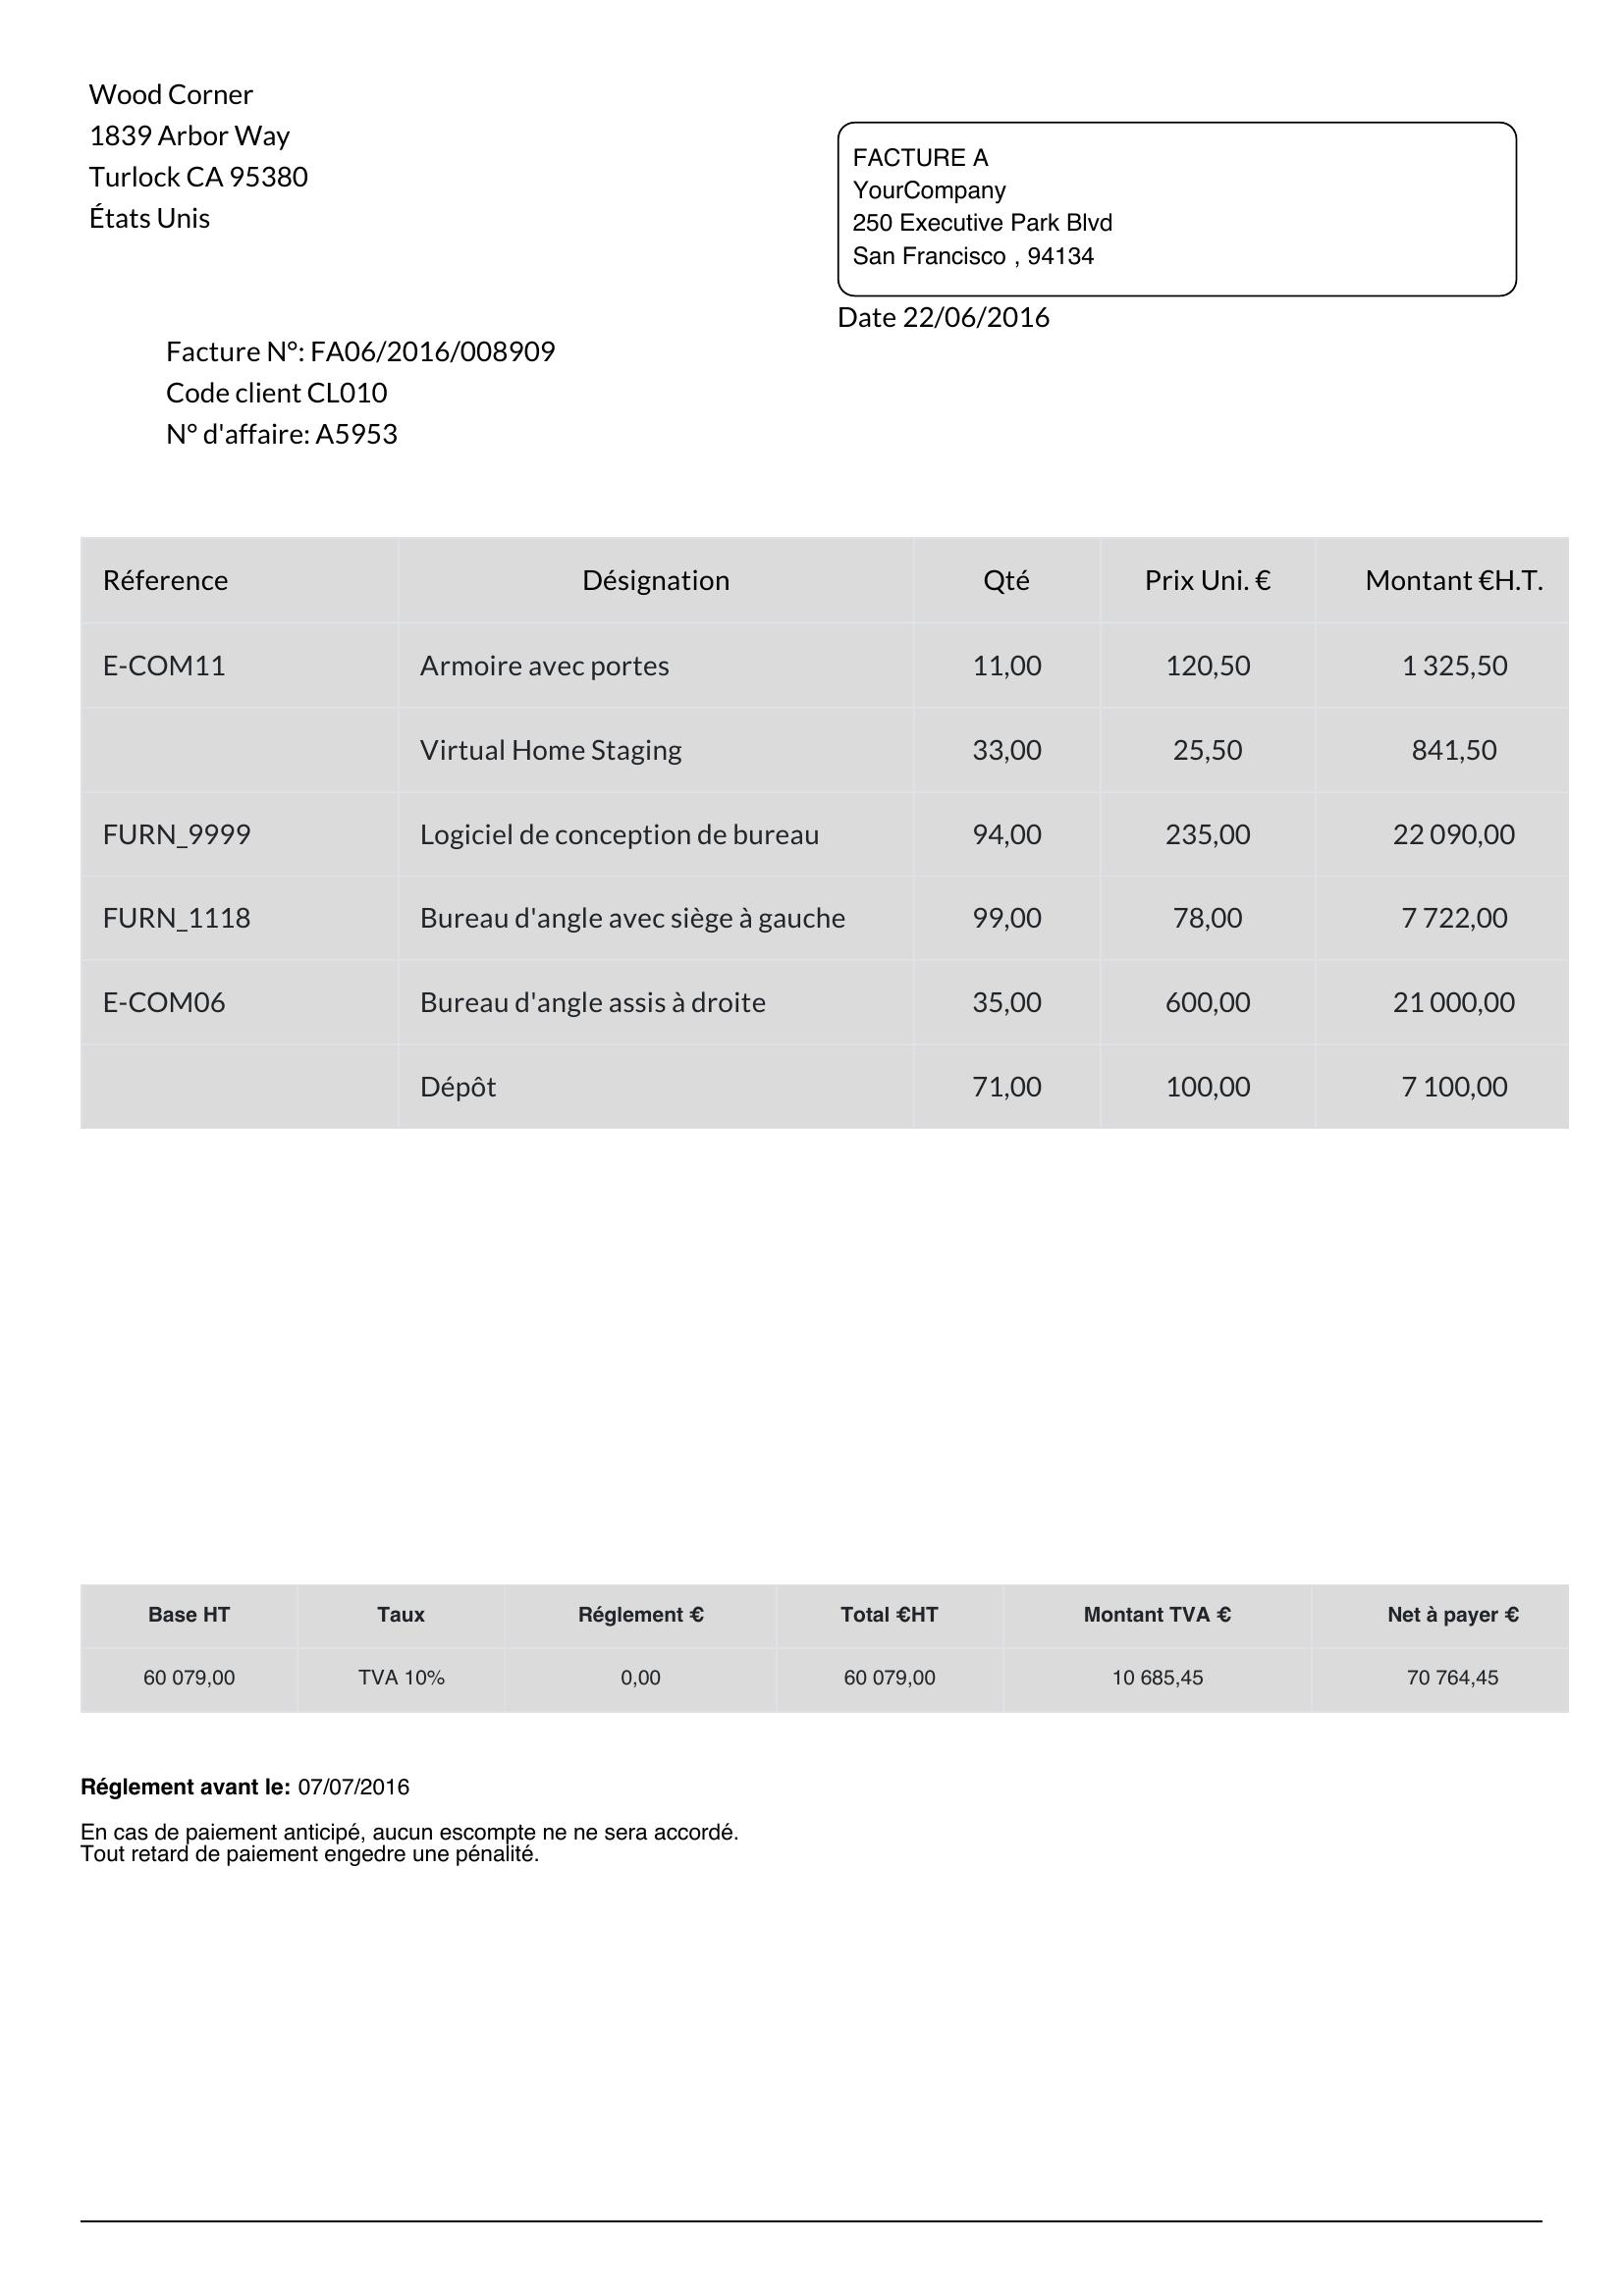 Wood Corner
1839 Arbor Way
Turlock CA 95380
États Unis
FACTURE A
YourCompany
250 Executive Park Blvd
San Francisco , 94134
Date 22/06/2016
Facture N°: FA06/2016/008909
Code client CL010
N° d'affaire: A5953
Réference Désignation Qté Prix Uni. € Montant €H.T.
E-COM11 Armoire avec portes 11,00 120,50 1 325,50
Virtual Home Staging 33,00 25,50 841,50
FURN_9999 Logiciel de conception de bureau 94,00 235,00 22 090,00
FURN_1118 Bureau d'angle avec siège à gauche 99,00 78,00 7 722,00
E-COM06 Bureau d'angle assis à droite 35,00 600,00 21 000,00
Dépôt 71,00 100,00 7 100,00
Base HT Taux Réglement € Total €HT Montant TVA € Net à payer €
60 079,00 TVA 10% 0,00 60 079,00 10 685,45 70 764,45
Réglement avant le: 07/07/2016
En cas de paiement anticipé, aucun escompte ne ne sera accordé.
Tout retard de paiement engedre une pénalité.